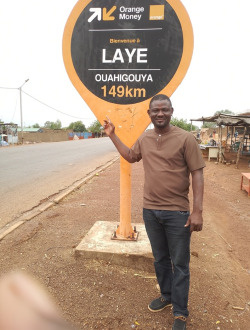 Orange
Money
Bienvenue à
LAYE
OUAHIGOUYA
149km